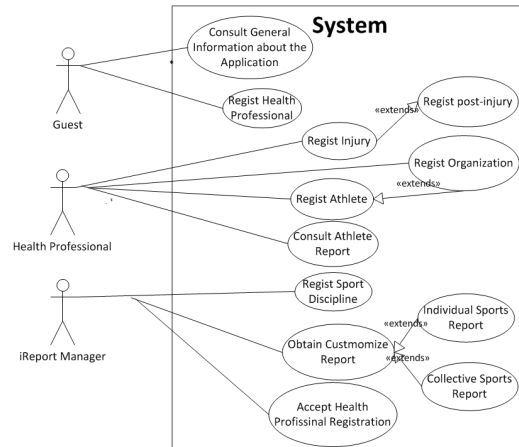 System
Consult General
Information about the
Application
Regist Health
Professional
Guest
Regist post-injury
«extends»
Regist Injury
Regist Organization
«extends»
Regist Athlete
Health Professional
Consult Athlete
Report
Regist Sport
Discipline
Individual Sports
Report
«extends»
Obtain Custmomize
Report
«extends»
iReport Manager
Collective Sports
Report
Accept Health
Profissinal Registration